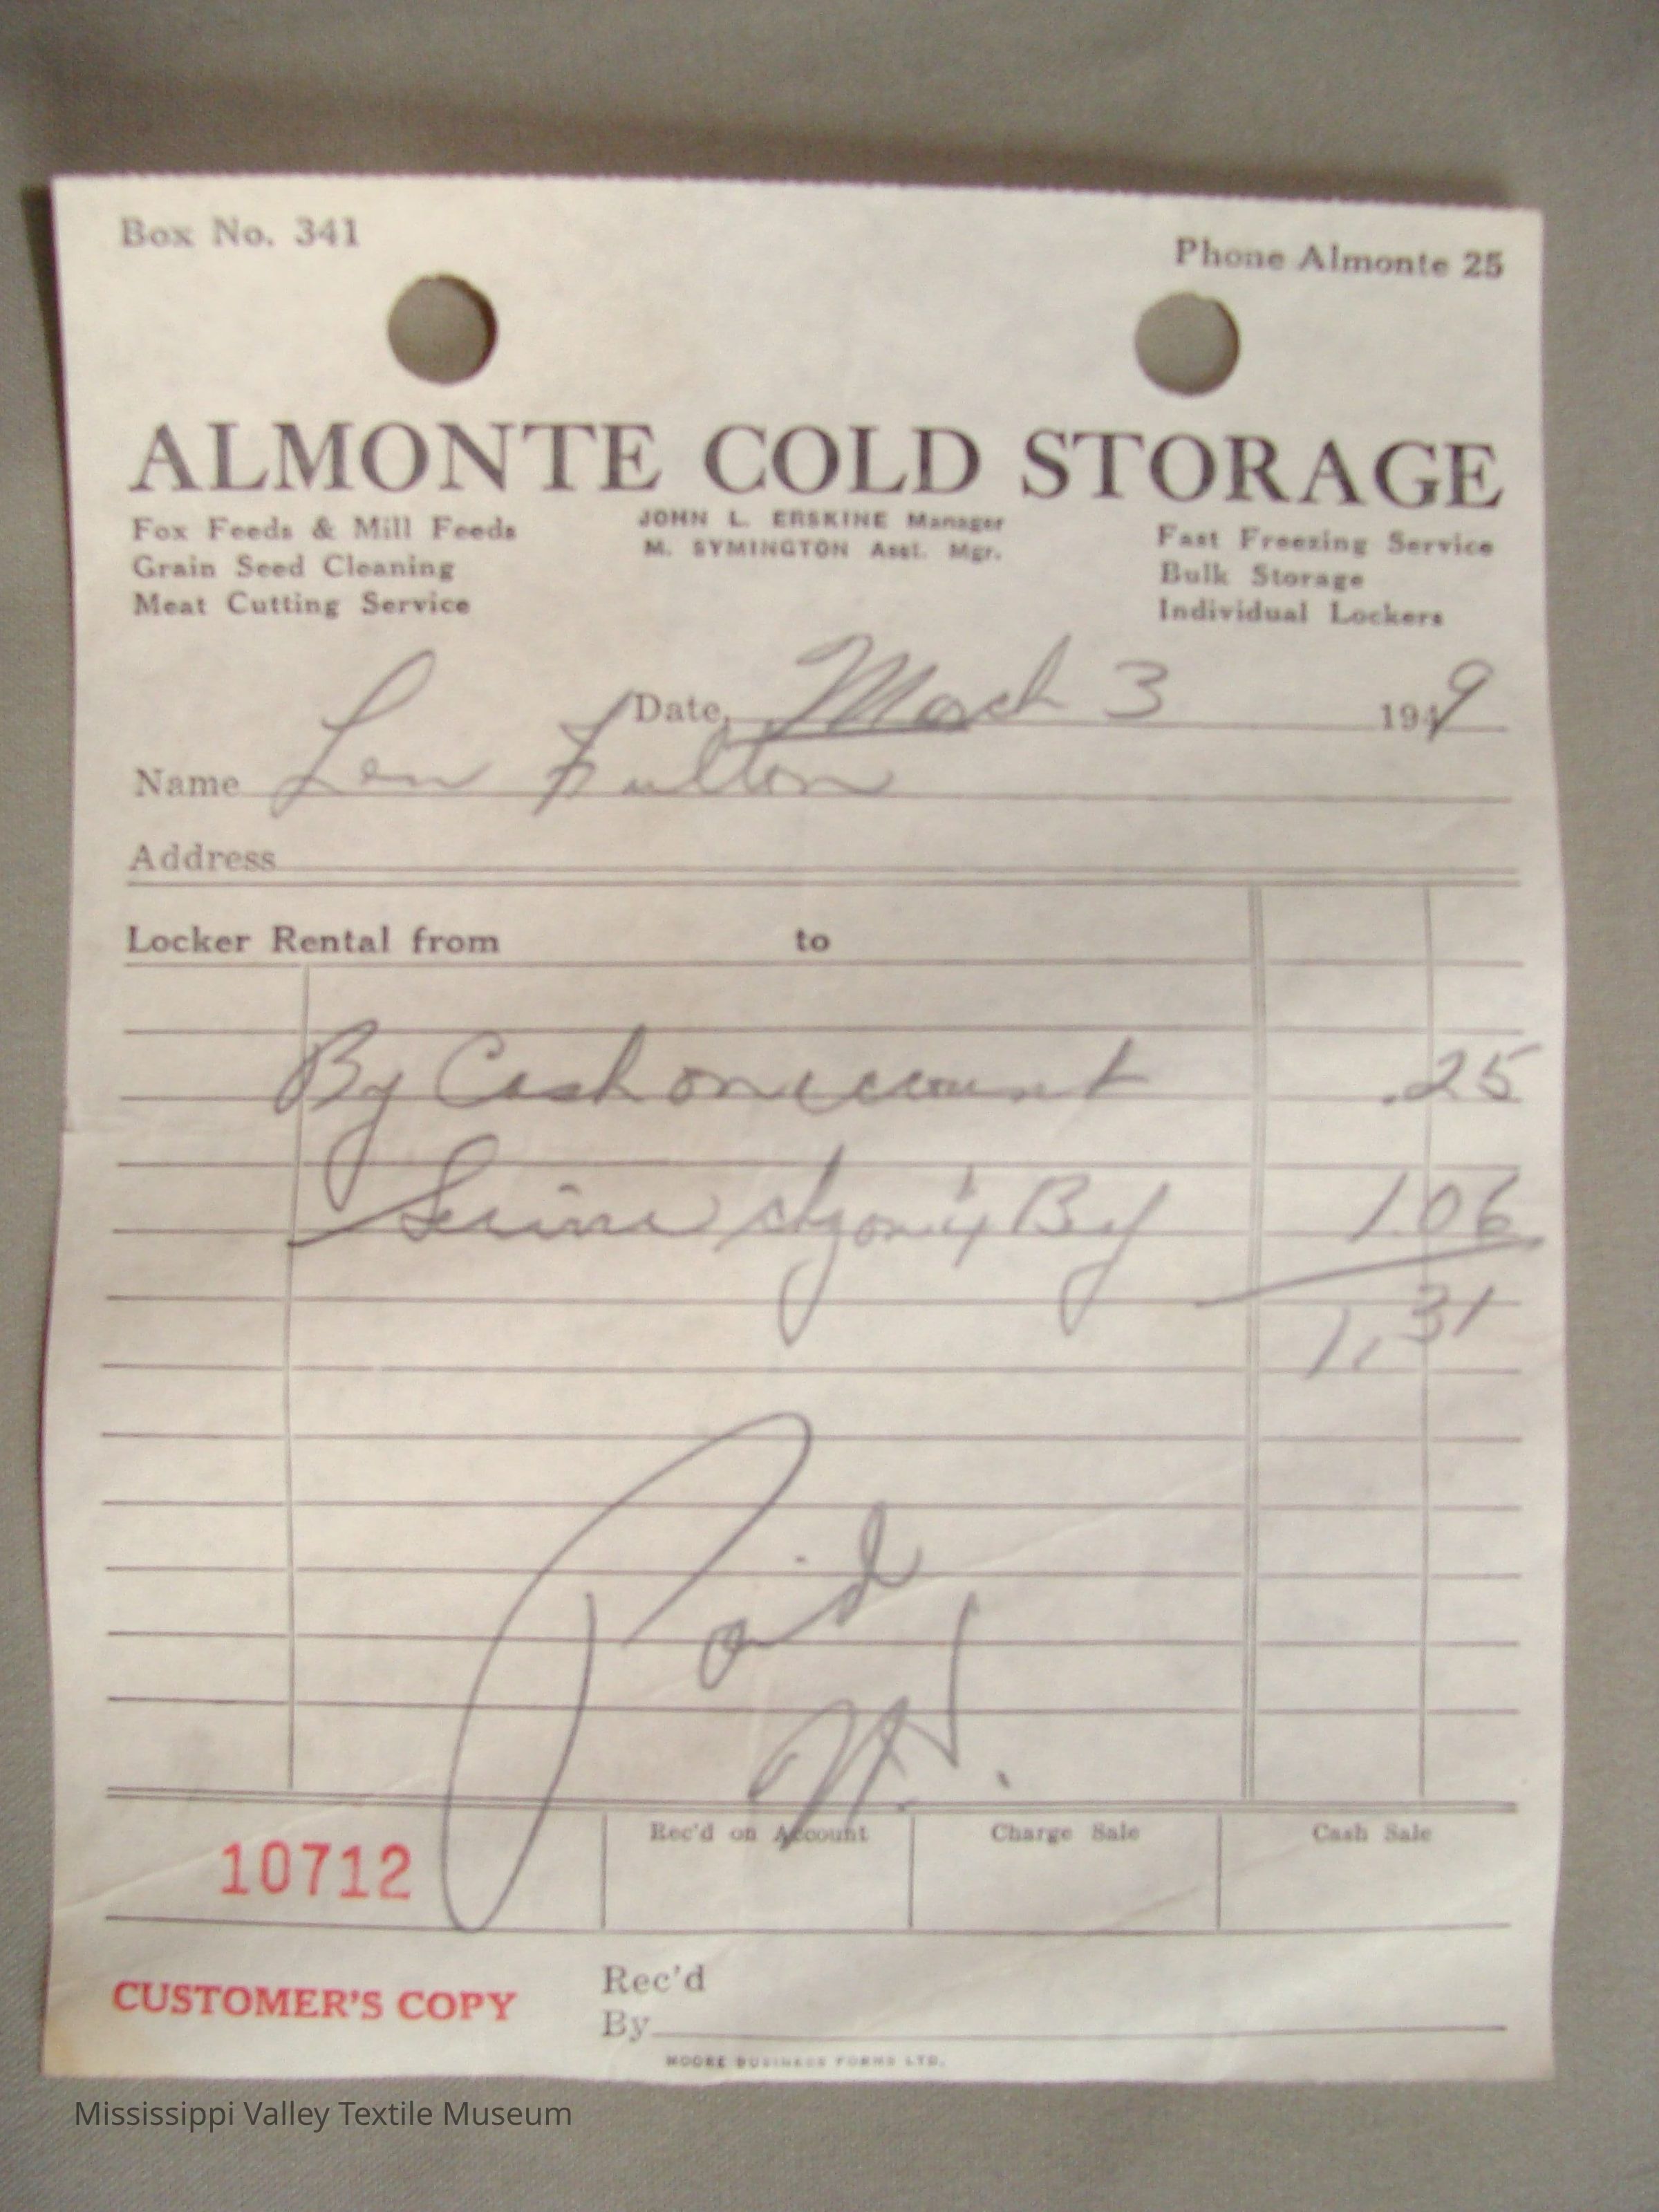 Box No. 341
Phone Almonte 25
ALMONTE COLD STORAGE
Fox Feeds & Mill Feeds
Grain Seed Cleaning
Meat Cutting Service
JOHN L. ERSKINE Manager
M. SYMINGTON Asst. Mgr.
Fast Freezing Service
Bulk Storage
Individual Lockers
Date March 3 1949
Name Len Fulton
Address
Locker Rental from to
By Cash on account .25
By 1.06
1.31
Paid
10712
Rec'd on Account
Charge Sale
Cash Sale
CUSTOMER'S COPY
Rec'd
By
MOORE BUSINESS FORMS LTD.
Mississippi Valley Textile Museum